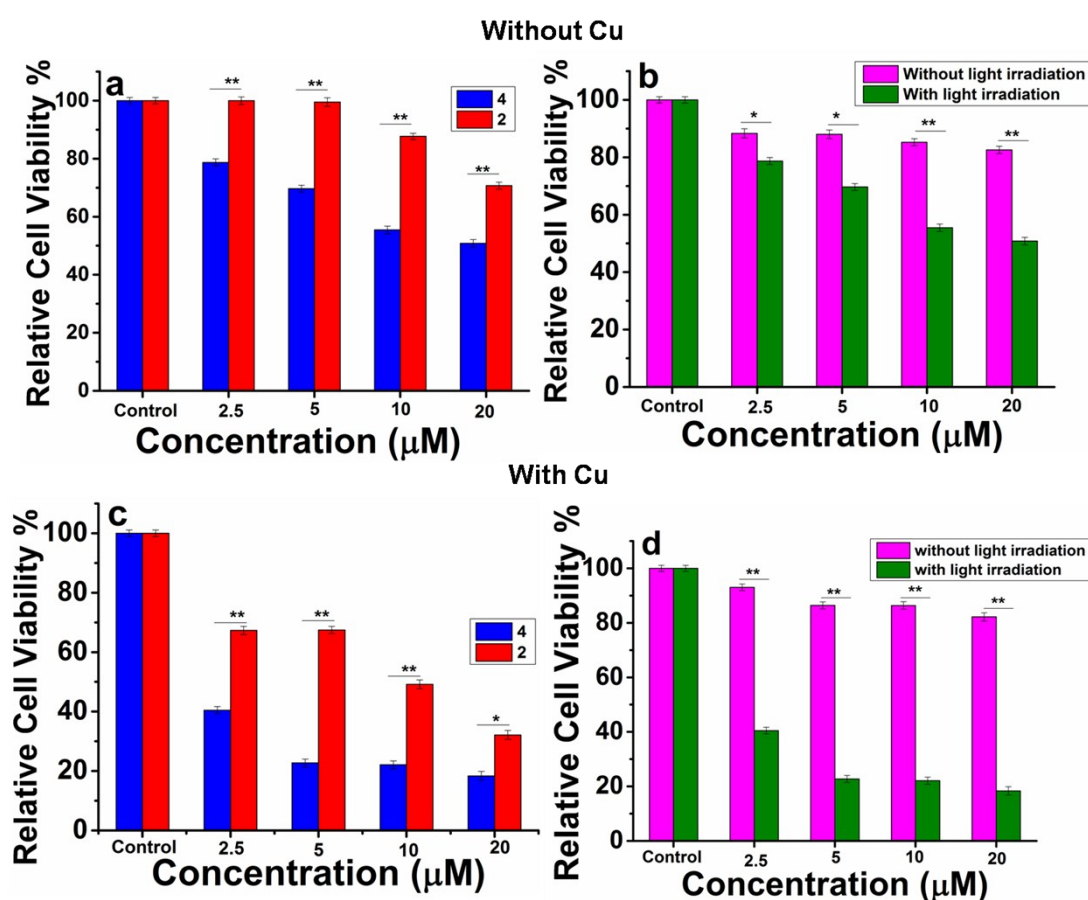 Without Cu
a
Relative Cell Viability %
100
80
60
40
20
0
** ** ** **
4
2
Control 2.5 5 10 20
Concentration (μM)
b
Relative Cell Viability %
100
80
60
40
20
0
* * ** **
Without light irradiation
With light irradiation
Control 2.5 5 10 20
Concentration (μM)
With Cu
c
Relative Cell Viability %
100
80
60
40
20
0
** ** ** *
4
2
Control 2.5 5 10 20
Concentration (μM)
d
Relative Cell Viability %
100
80
60
40
20
0
** ** ** **
without light irradiation
with light irradiation
Control 2.5 5 10 20
Concentration (μM)